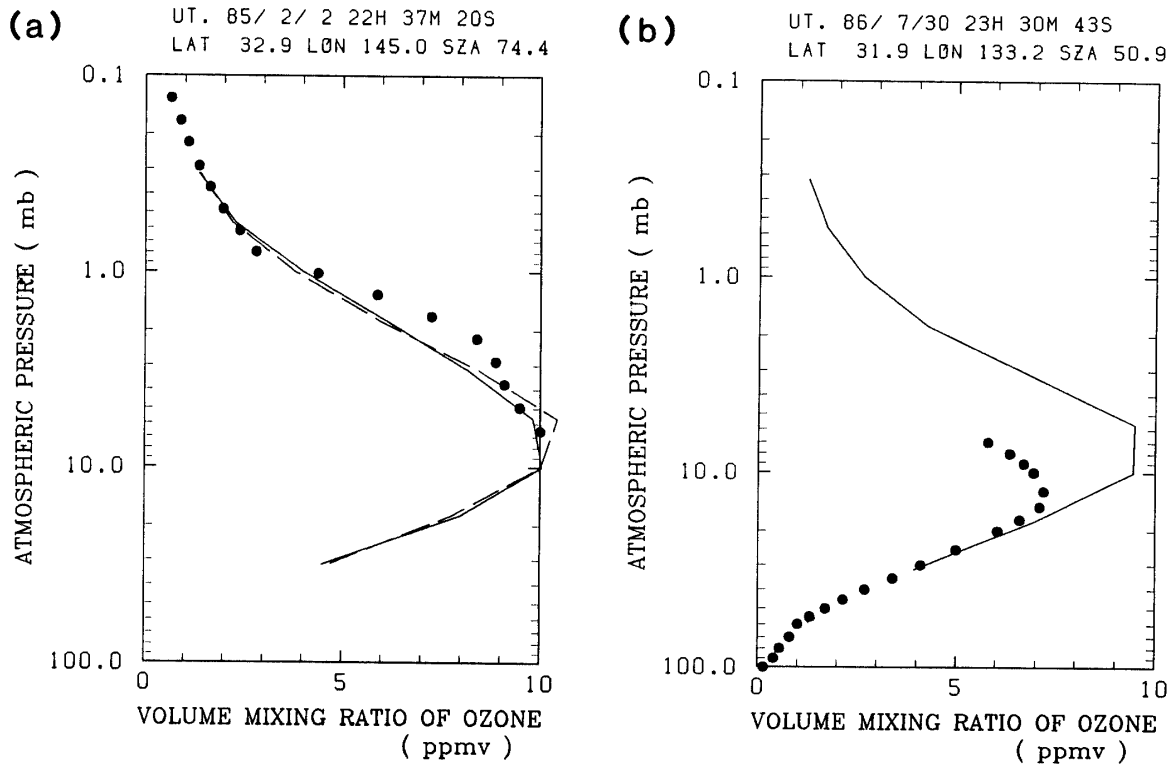 (a)
UT. 85/ 2/ 2 22H 37M 20S
LAT 32.9 LØN 145.0 SZA 74.4
0.1
1.0
10.0
100.0
ATMOSPHERIC PRESSURE ( mb )
0 5 10
VOLUME MIXING RATIO OF OZONE
( ppmv )
(b)
UT. 86/ 7/30 23H 30M 43S
LAT 31.9 LØN 133.2 SZA 50.9
0.1
1.0
10.0
100.0
ATMOSPHERIC PRESSURE ( mb )
0 5 10
VOLUME MIXING RATIO OF OZONE
( ppmv )